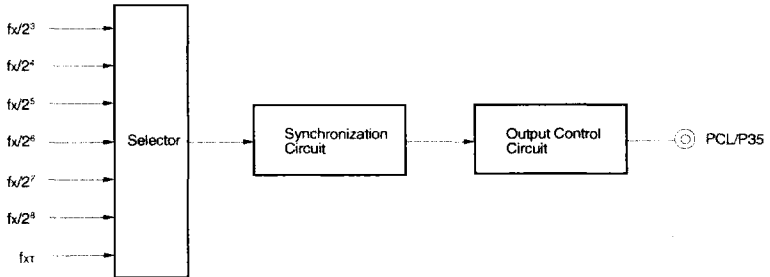 fx/2³
fx/2⁴
fx/2⁵
fx/2⁶
fx/2⁷
fx/2⁸
fxT
Selector
Synchronization
Circuit
Output Control
Circuit
PCL/P35